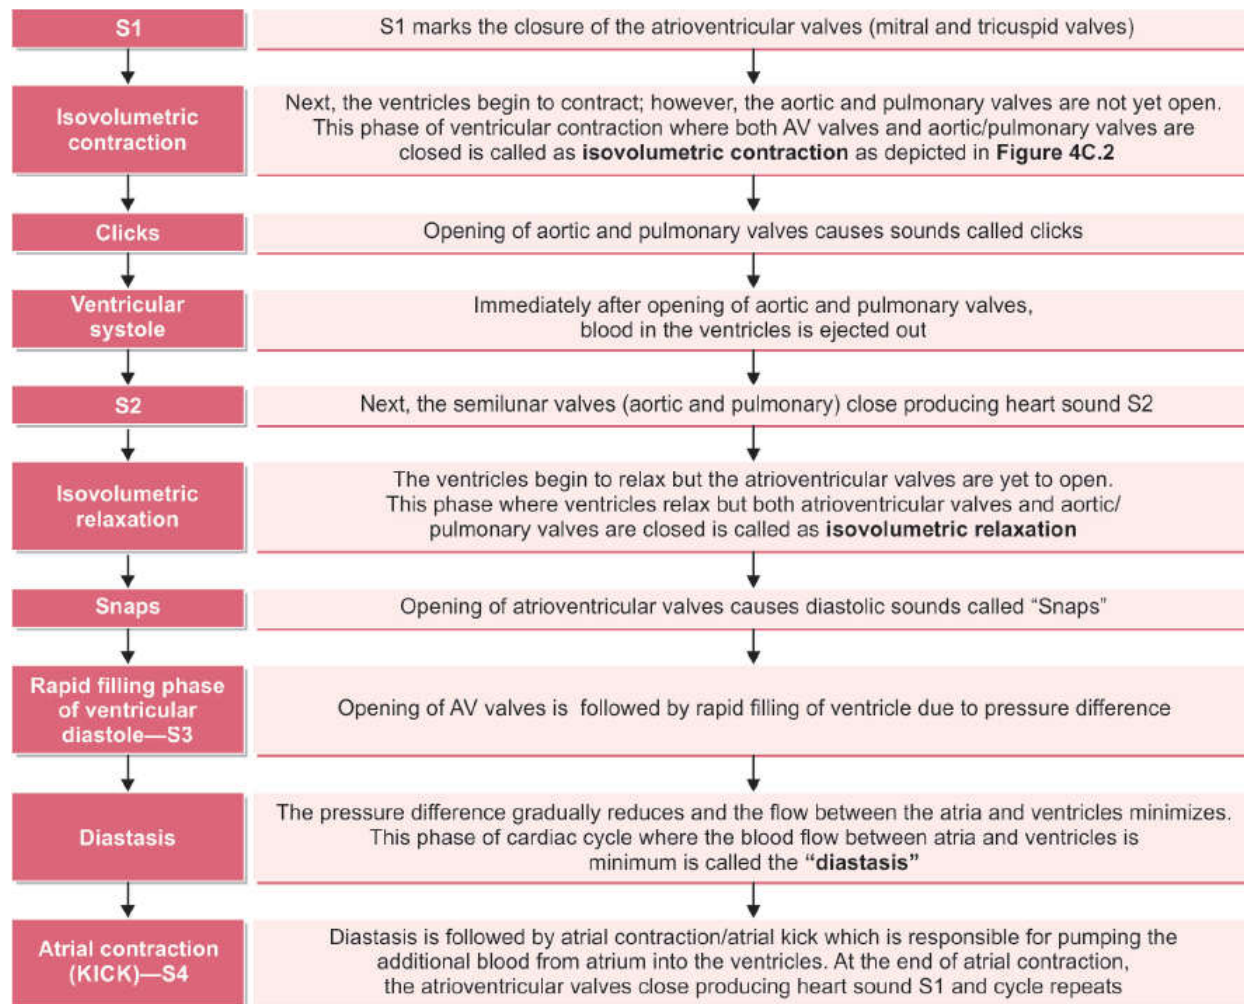 S1
S1 marks the closure of the atrioventricular valves (mitral and tricuspid valves)
Isovolumetric
contraction
Next, the ventricles begin to contract; however, the aortic and pulmonary valves are not yet open.
This phase of ventricular contraction where both AV valves and aortic/pulmonary valves are
closed is called as isovolumetric contraction as depicted in Figure 4C.2
Clicks
Opening of aortic and pulmonary valves causes sounds called clicks
Ventricular
systole
Immediately after opening of aortic and pulmonary valves,
blood in the ventricles is ejected out
S2
Next, the semilunar valves (aortic and pulmonary) close producing heart sound S2
Isovolumetric
relaxation
The ventricles begin to relax but the atrioventricular valves are yet to open.
This phase where ventricles relax but both atrioventricular valves and aortic/
pulmonary valves are closed is called as isovolumetric relaxation
Snaps
Opening of atrioventricular valves causes diastolic sounds called “Snaps”
Rapid filling phase
of ventricular
diastole—S3
Opening of AV valves is followed by rapid filling of ventricle due to pressure difference
Diastasis
The pressure difference gradually reduces and the flow between the atria and ventricles minimizes.
This phase of cardiac cycle where the blood flow between atria and ventricles is
minimum is called the “diastasis”
Atrial contraction
(KICK)—S4
Diastasis is followed by atrial contraction/atrial kick which is responsible for pumping the
additional blood from atrium into the ventricles. At the end of atrial contraction,
the atrioventricular valves close producing heart sound S1 and cycle repeats